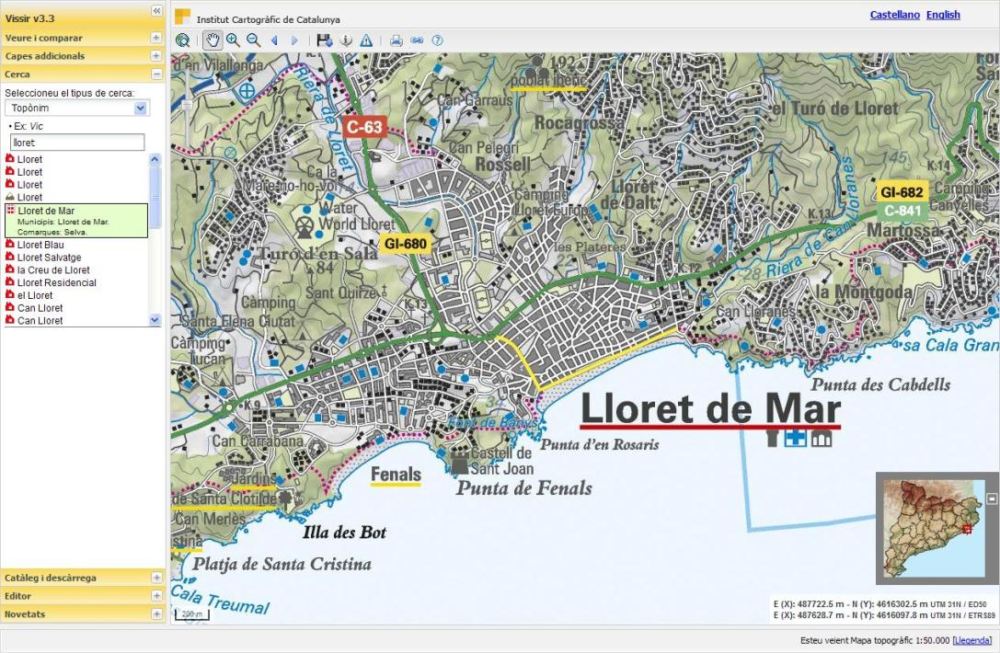 Vissir v3.3
Veure i comparar
Capes addicionals
Cerca
Seleccioneu el tipus de cerca:
Topònim
• Ex: Vic
lloret
Lloret
Lloret
Lloret
Lloret
Lloret de Mar
Municipis: Lloret de Mar.
Comarques: Selva.
Lloret Blau
Lloret Salvatge
la Creu de Lloret
Lloret Residencial
el Lloret
Can Lloret
Can Lloret
Catàleg i descàrrega
Editor
Novetats
Institut Cartogràfic de Catalunya
Castellano English
d'en Vilallonga
192
poblat ibèric
Riera de Lloret
Can Garraus
Rocagrossa
el Turó de Lloret
C-63
Can Pelegrí
Rossell
145
K.14
Ca la
Mare-no-ho-vol
Water
World Lloret
Càmping
Lloret Europ
Lloret
de Dalt
GI-682
C-841
Càmping
Canyelles
K.13
Martossa
GI-680
Turó d'en Sala
84
les Plateres
22
K.12
28
Riera de Can Lloranes
la Montgoda
Sant Quirze
K.13
Càmping
Santa Elena Ciutat
Can Lloranes
Càmping
Tucan
sa Cala Gran
Punta des Cabdells
K.9
34
Lloret de Mar
Font de Banys
Can Carrabana
Punta d'en Rosaris
Castell de
Sant Joan
Fenals
Punta de Fenals
Jardins
de Santa Clotilde
Can Merlès
Illa des Bot
stina
Platja de Santa Cristina
Cala Treumal
200 m
E (X): 487722.5 m - N (Y): 4616302.5 m UTM 31N / ED50
E (X): 487628.7 m - N (Y): 4616097.8 m UTM 31N / ETRS89
Esteu veient Mapa topogràfic 1:50.000 [Llegenda]